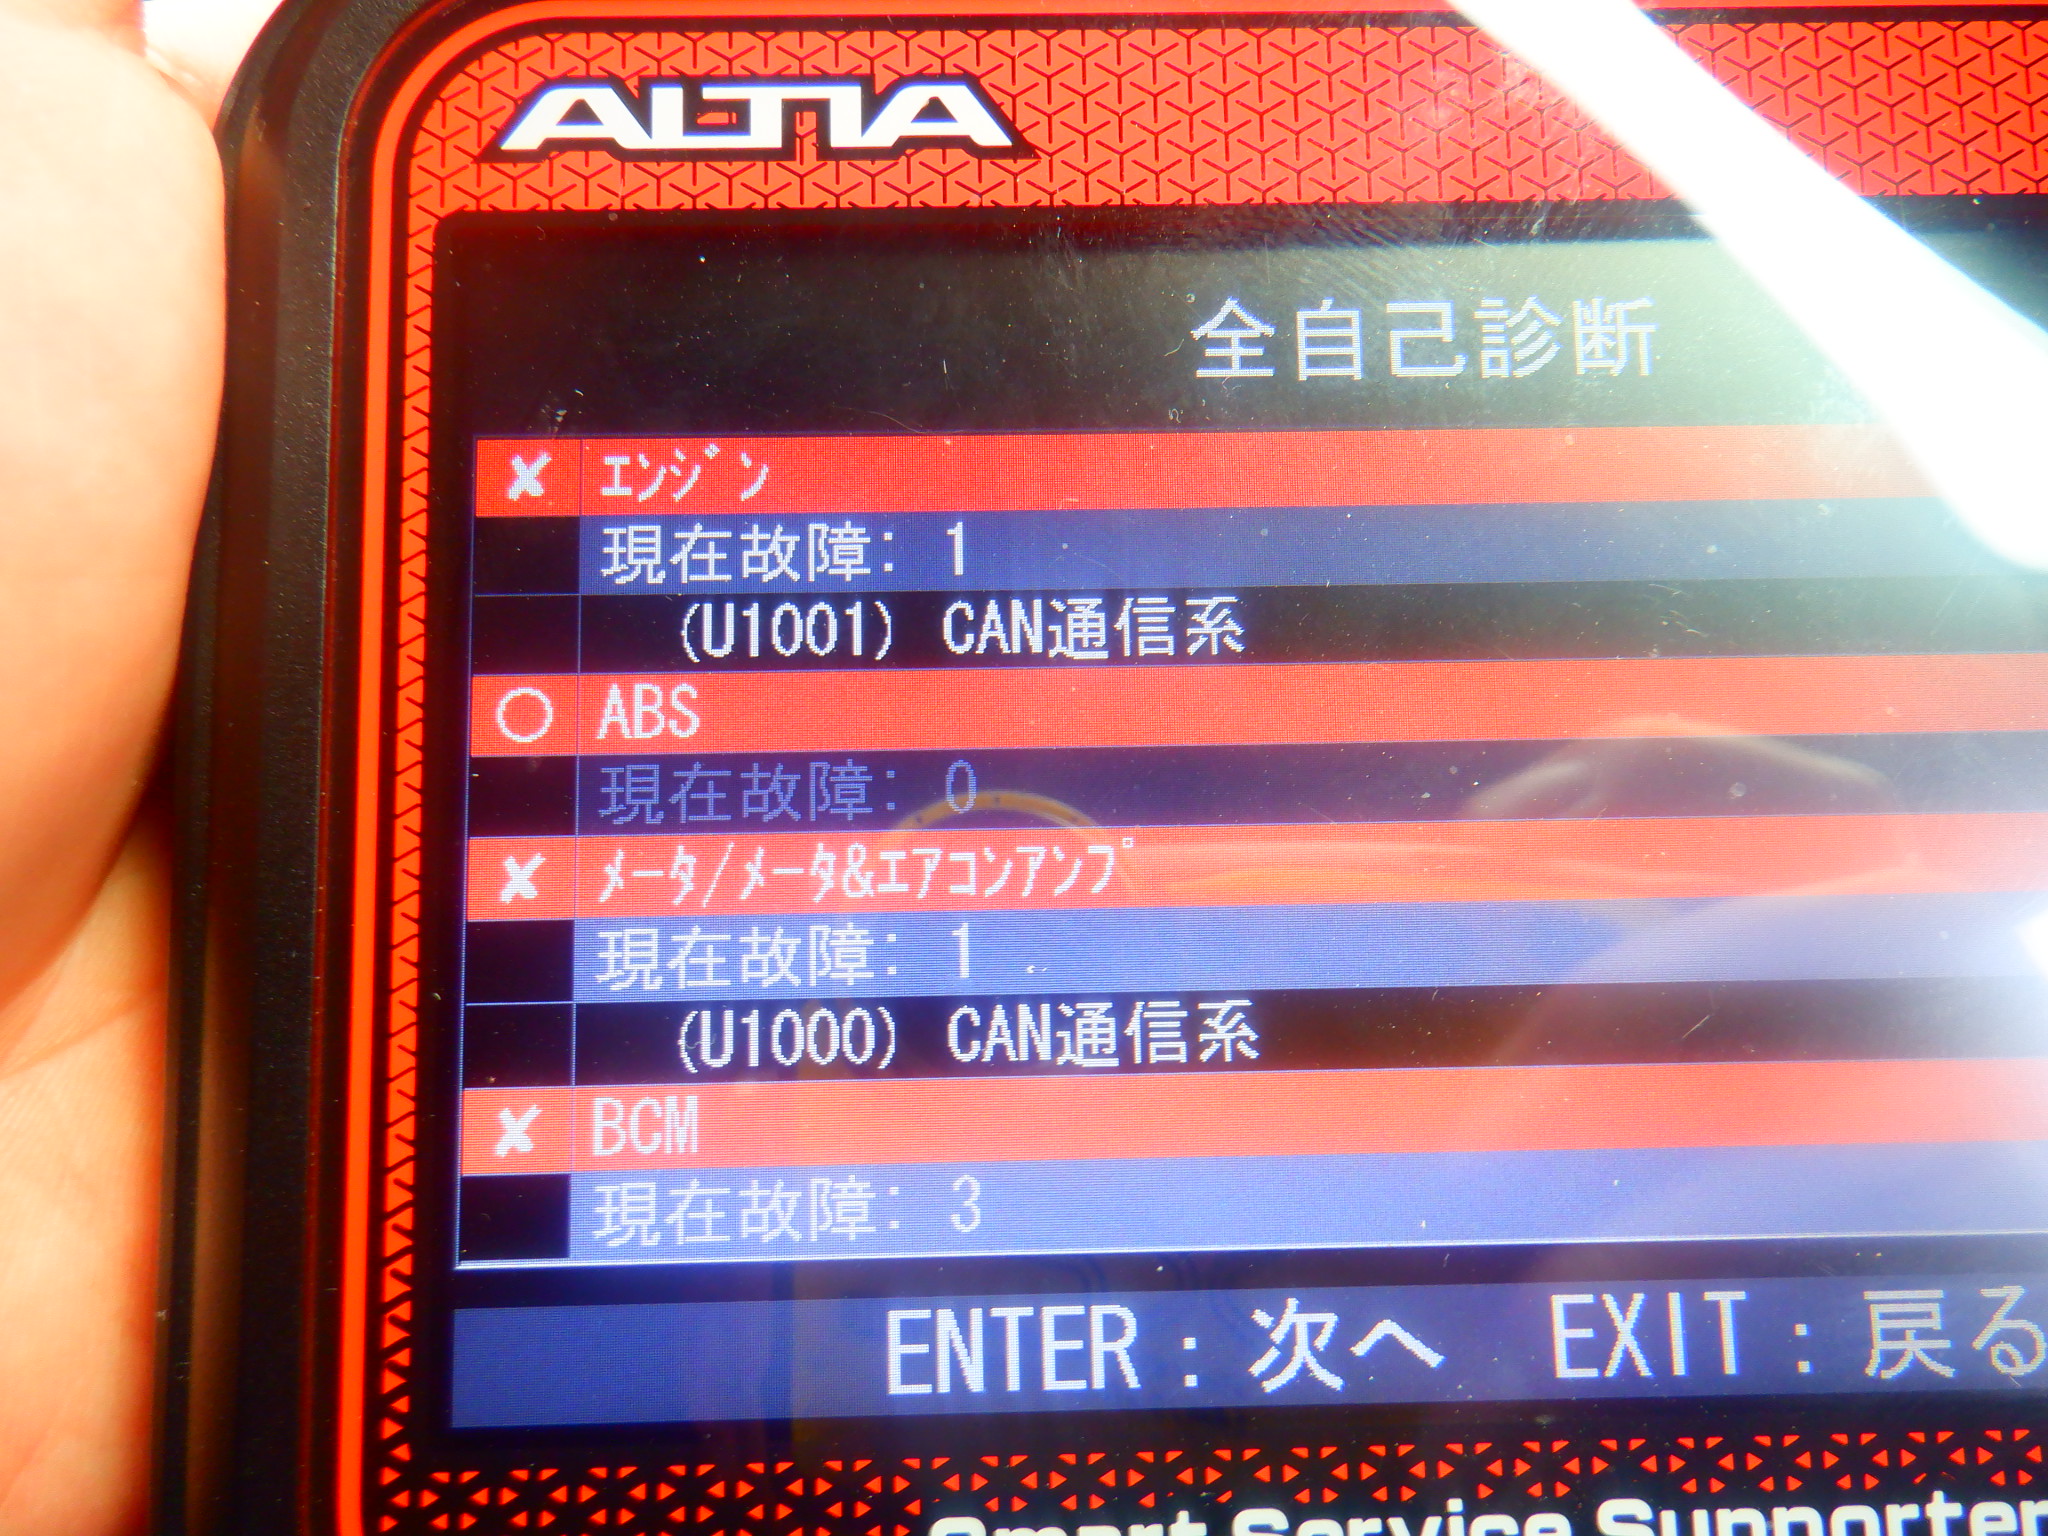 ALTIA
全自己診断
✘ エンジン
現在故障: 1
(U1001) CAN通信系
○ ABS
現在故障: 0
✘ メータ/メータ&エアコンアンプ
現在故障: 1
(U1000) CAN通信系
✘ BCM
現在故障: 3
ENTER : 次へ EXIT : 戻る
Smart Service Supporter